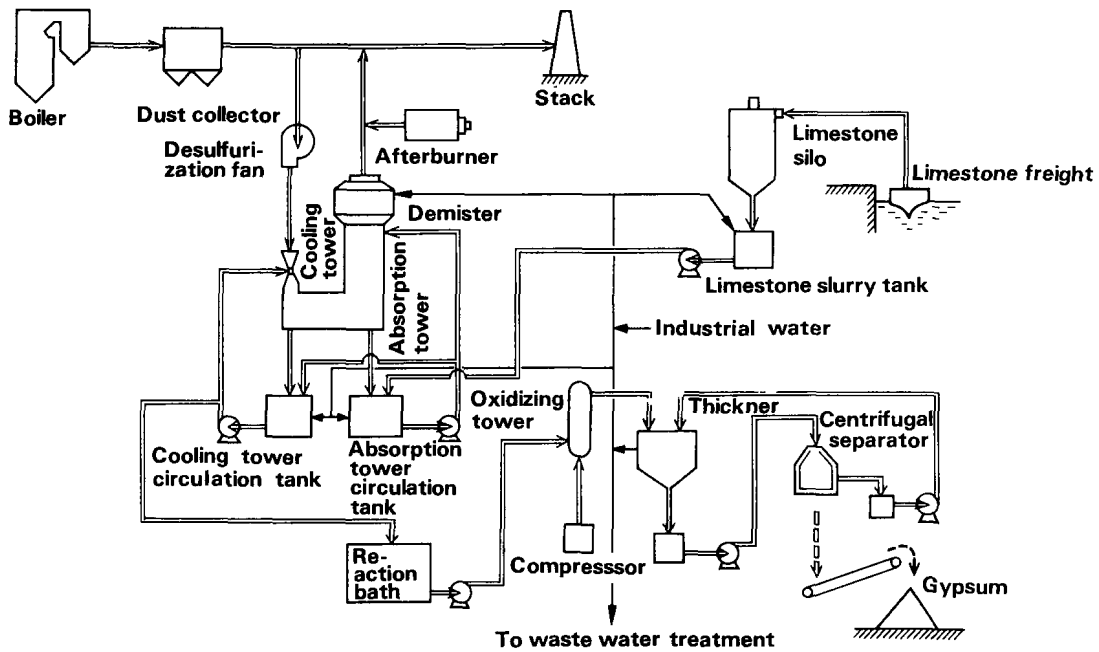 Boiler
Dust collector
Stack
Desulfuri-
zation fan
Afterburner
Limestone
silo
Limestone freight
Demister
Cooling
tower
Absorption
tower
Limestone slurry tank
Industrial water
Oxidizing
tower
Thickner
Centrifugal
separator
Cooling tower
circulation tank
Absorption
tower
circulation
tank
Re-
action
bath
Compresssor
Gypsum
To waste water treatment